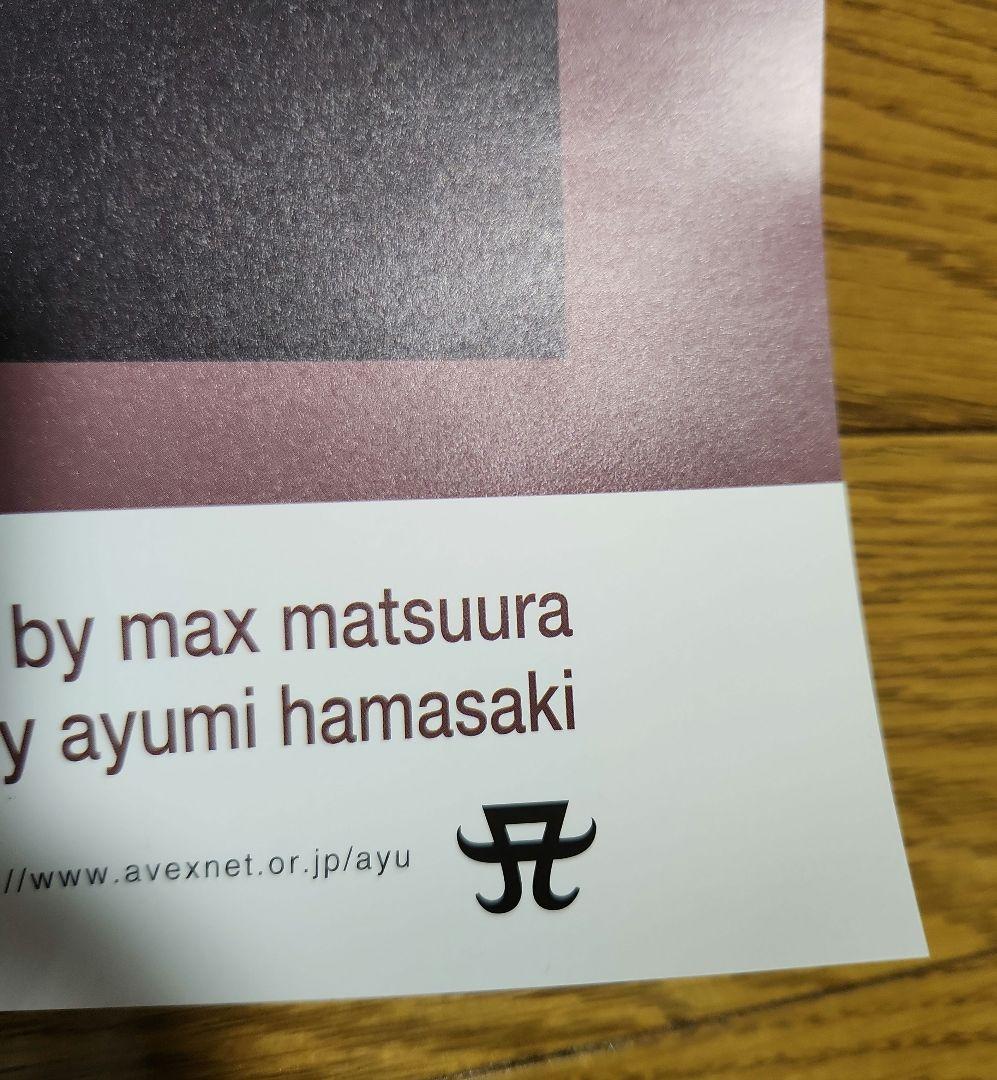 by max matsuura
y ayumi hamasaki
//www.avexnet.or.jp/ayu